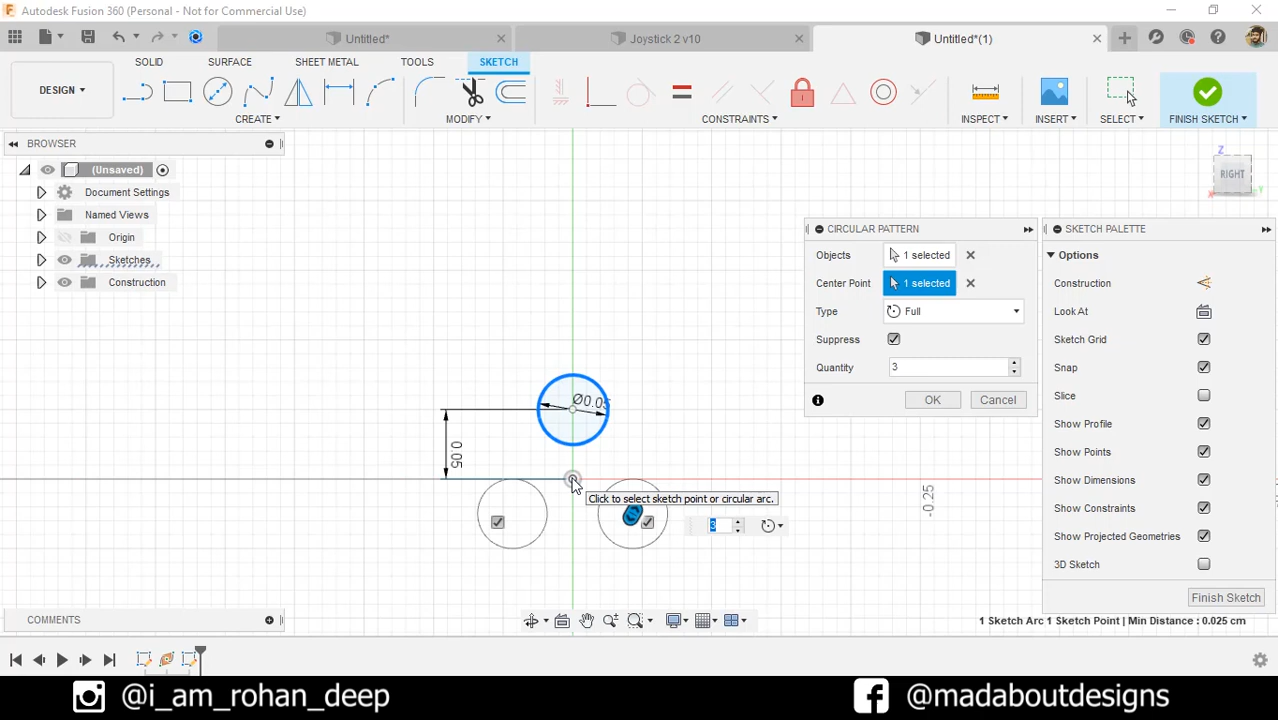 Autodesk Fusion 360 (Personal - Not for Commercial Use)
Untitled*
Joystick 2 v10
Untitled*(1)
SOLID
SURFACE
SHEET METAL
TOOLS
SKETCH
DESIGN
CREATE
MODIFY
CONSTRAINTS
INSPECT
INSERT
SELECT
FINISH SKETCH
BROWSER
(Unsaved)
Document Settings
Named Views
Origin
Sketches
Construction
Z
RIGHT
X
Y
CIRCULAR PATTERN
Objects
1 selected
Center Point
1 selected
Type
Full
Suppress
Quantity
3
OK
Cancel
SKETCH PALETTE
Options
Construction
Look At
Sketch Grid
Snap
Slice
Show Profile
Show Points
Show Dimensions
Show Constraints
Show Projected Geometries
3D Sketch
Finish Sketch
Ø0.05
0.05
Click to select sketch point or circular arc.
3
-0.25
COMMENTS
1 Sketch Arc 1 Sketch Point | Min Distance : 0.025 cm
@i_am_rohan_deep
@madaboutdesigns